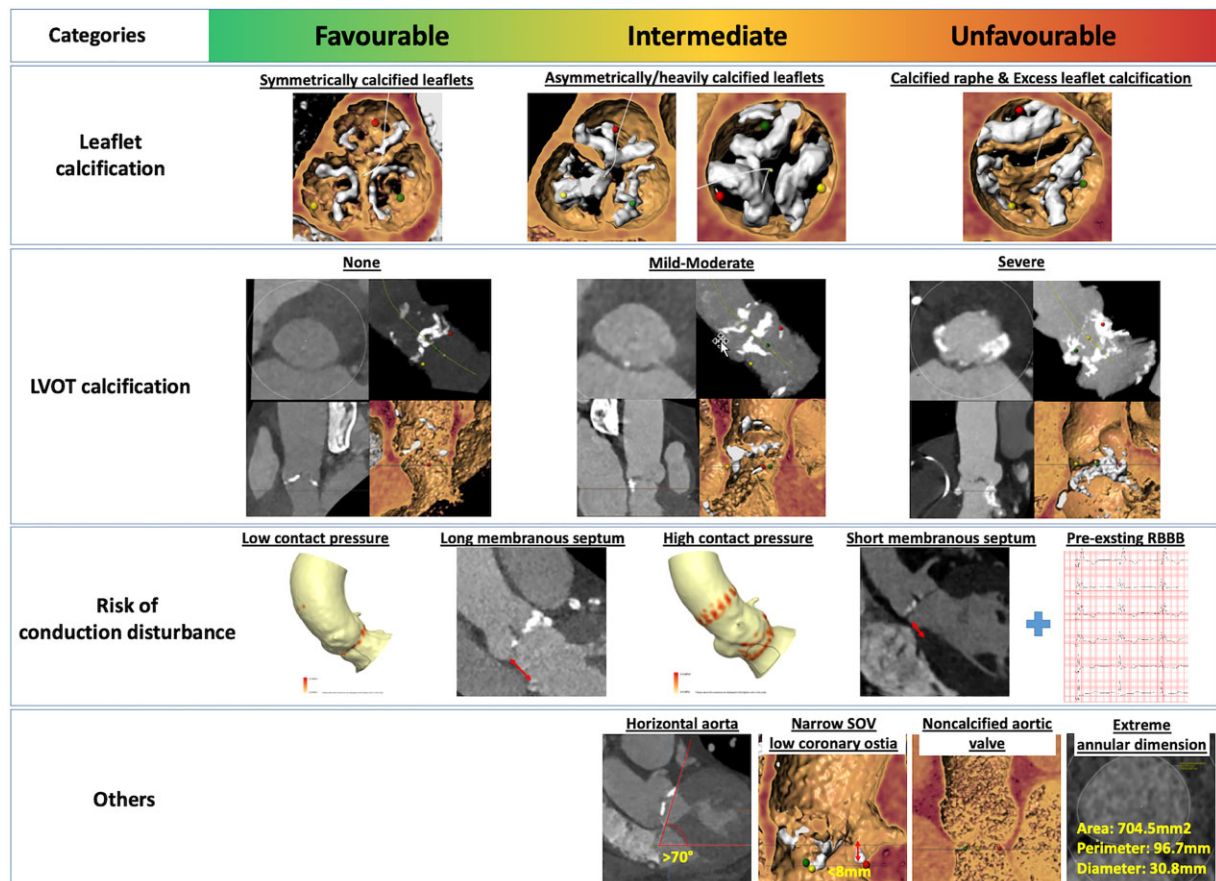 Categories
Favourable
Intermediate
Unfavourable
Symmetrically calcified leaflets
Asymmetrically/heavily calcified leaflets
Calcified raphe & Excess leaflet calcification
Leaflet
calcification
None
Mild-Moderate
Severe
LVOT calcification
Low contact pressure
Long membranous septum
High contact pressure
Short membranous septum
Pre-exsting RBBB
Risk of
conduction disturbance
Horizontal aorta
Narrow SOV
low coronary ostia
Noncalcified aortic
valve
Extreme
annular dimension
Others
>70°
<8mm
Area: 704.5mm2
Perimeter: 96.7mm
Diameter: 30.8mm